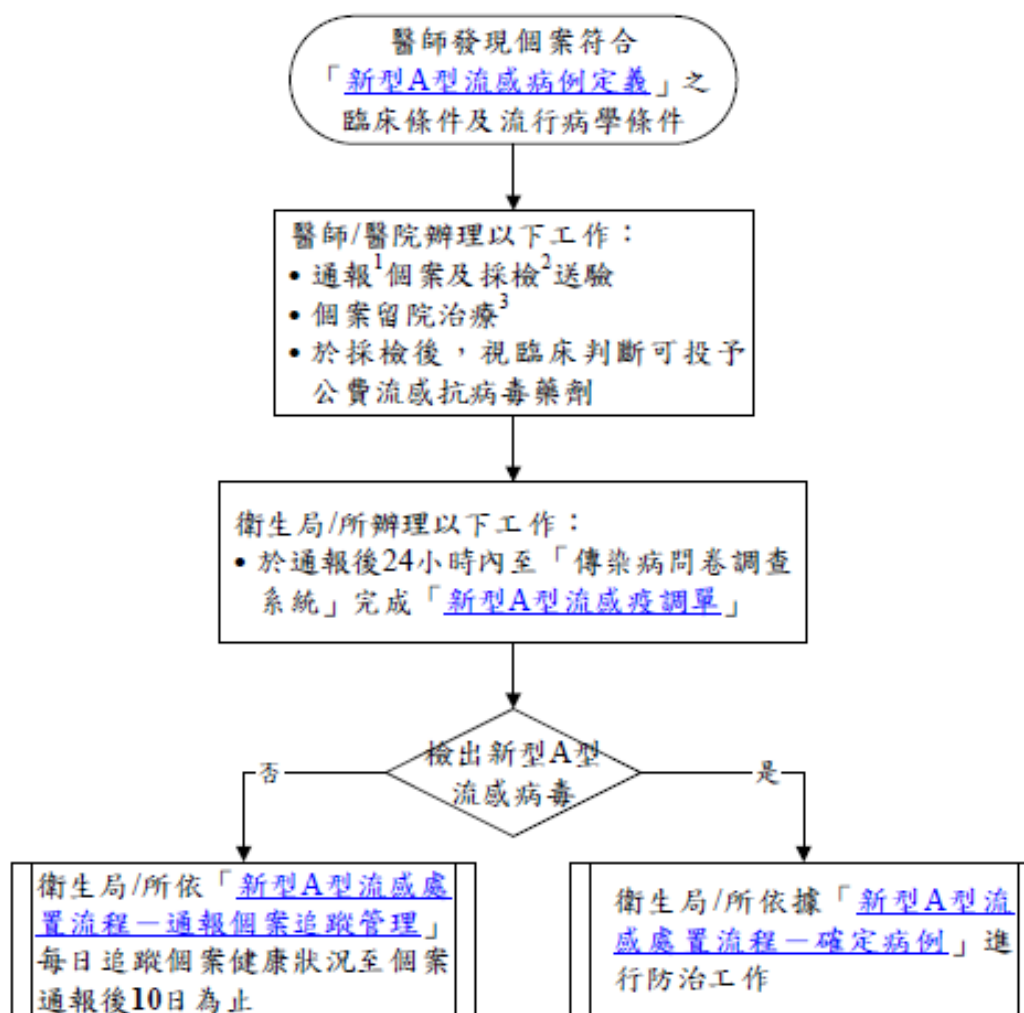 醫師發現個案符合
「新型A型流感病例定義」之
臨床條件及流行病學條件
醫師/醫院辦理以下工作：
• 通報1個案及採檢2送驗
• 個案留院治療3
• 於採檢後，視臨床判斷可投予
公費流感抗病毒藥劑
衛生局/所辦理以下工作：
• 於通報後24小時內至「傳染病問卷調查
系統」完成「新型A型流感疫調單」
檢出新型A型
流感病毒
否
是
衛生局/所依「新型A型流感處
置流程－通報個案追蹤管理」
每日追蹤個案健康狀況至個案
通報後10日為止
衛生局/所依據「新型A型流
感處置流程－確定病例」進
行防治工作